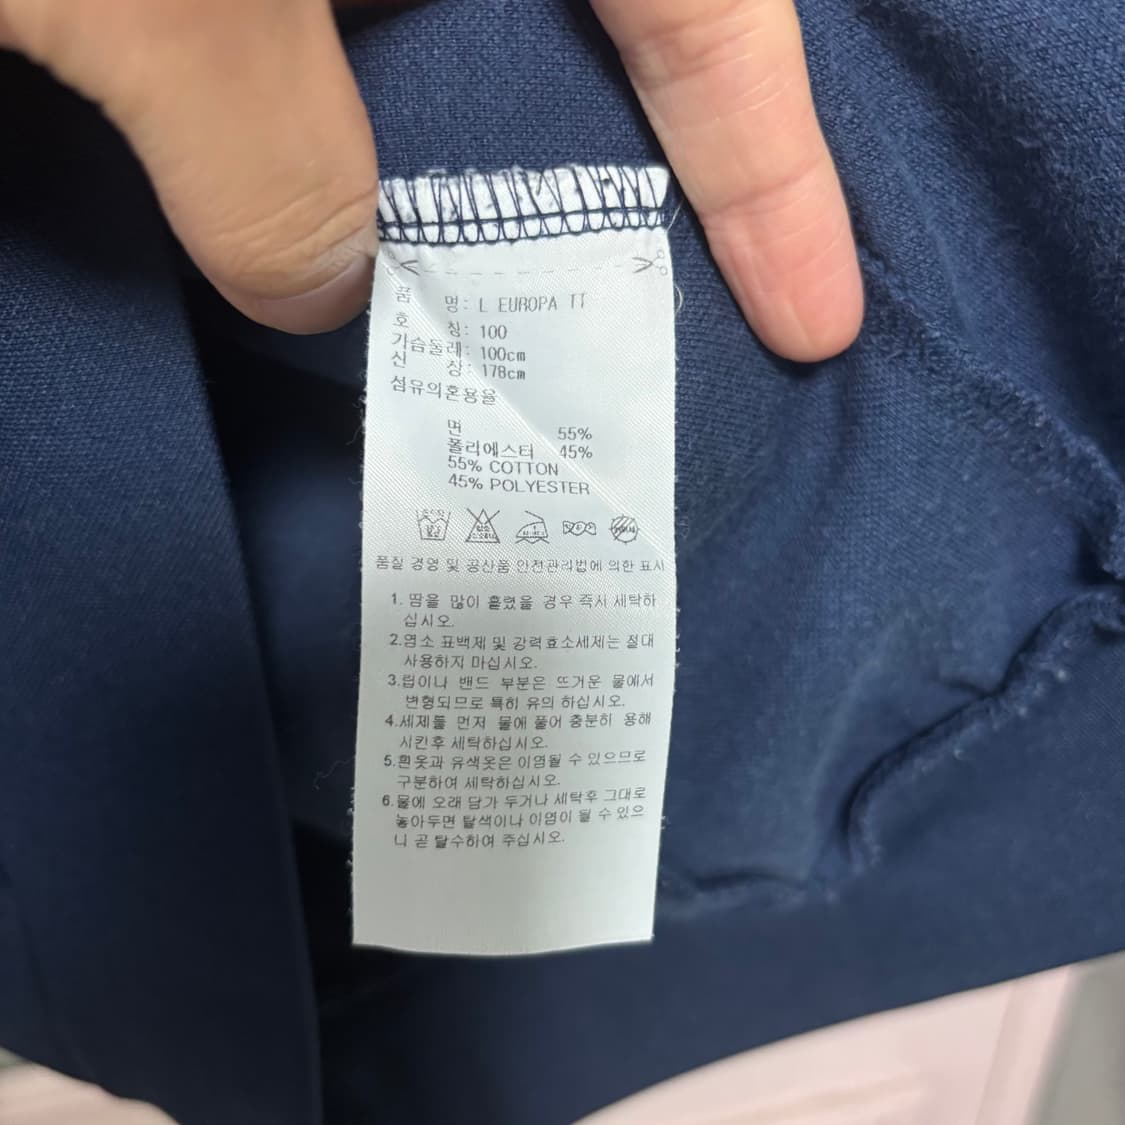 품 명: L EUROPA TT
호 칭: 100
가슴둘레: 100cm
신 장: 178cm
섬유의혼용율
면 55%
폴리에스터 45%
55% COTTON
45% POLYESTER
품질 경영 및 공산품 안전관리법에 의한 표시
1. 땀을 많이 흘렸을 경우 즉시 세탁하
십시오.
2.염소 표백제 및 강력효소세제는 절대
사용하지 마십시오.
3.립이나 밴드 부분은 뜨거운 물에서
변형되므로 특히 유의 하십시오.
4.세제를 먼저 물에 풀어 충분히 용해
시킨후 세탁하십시오.
5.흰옷과 유색옷은 이염될 수 있으므로
구분하여 세탁하십시오.
6.물에 오래 담가 두거나 세탁후 그대로
놓아두면 탈색이나 이염이 될 수 있으
니 곧 탈수하여 주십시오.